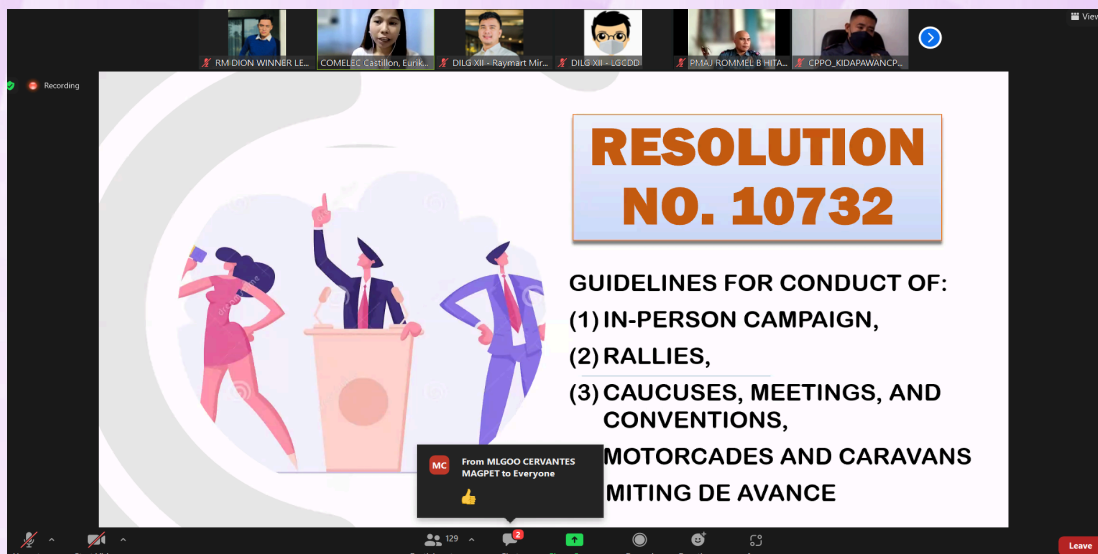 View
RM DION WINNER LE...
COMELEC Castillon, Eurik...
DILG XII - Raymart Mir...
DILG XII - LGCDD
PMAJ ROMMEL B HITA...
CPPO_KIDAPAWANCP...
Recording
RESOLUTION
NO. 10732
GUIDELINES FOR CONDUCT OF:
(1) IN-PERSON CAMPAIGN,
(2) RALLIES,
(3) CAUCUSES, MEETINGS, AND
CONVENTIONS,
MOTORCADES AND CARAVANS
MITING DE AVANCE
MC
From MLGOO CERVANTES
MAGPET to Everyone
129
2
Leave